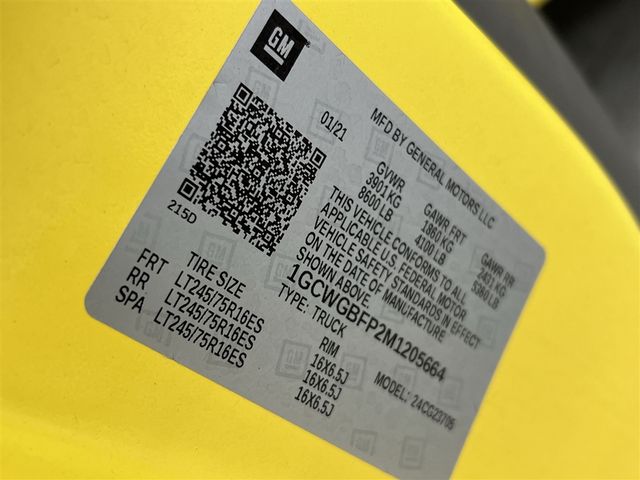 GM
MFD BY GENERAL MOTORS LLC
01/21
GVWR GAWR FRT GAWR RR
3901 KG 1860 KG 2431 KG
8600 LB 4100 LB 5360 LB
THIS VEHICLE CONFORMS TO ALL
APPLICABLE U.S. FEDERAL MOTOR
VEHICLE SAFETY STANDARDS IN EFFECT
ON THE DATE OF MANUFACTURE
SHOWN ABOVE.
215D
1GCWGBFP2M1205664
TYPE: TRUCK MODEL: 24CG23705
TIRE SIZE RIM
FRT LT245/75R16ES 16X6.5J
RR LT245/75R16ES 16X6.5J
SPA LT245/75R16ES 16X6.5J